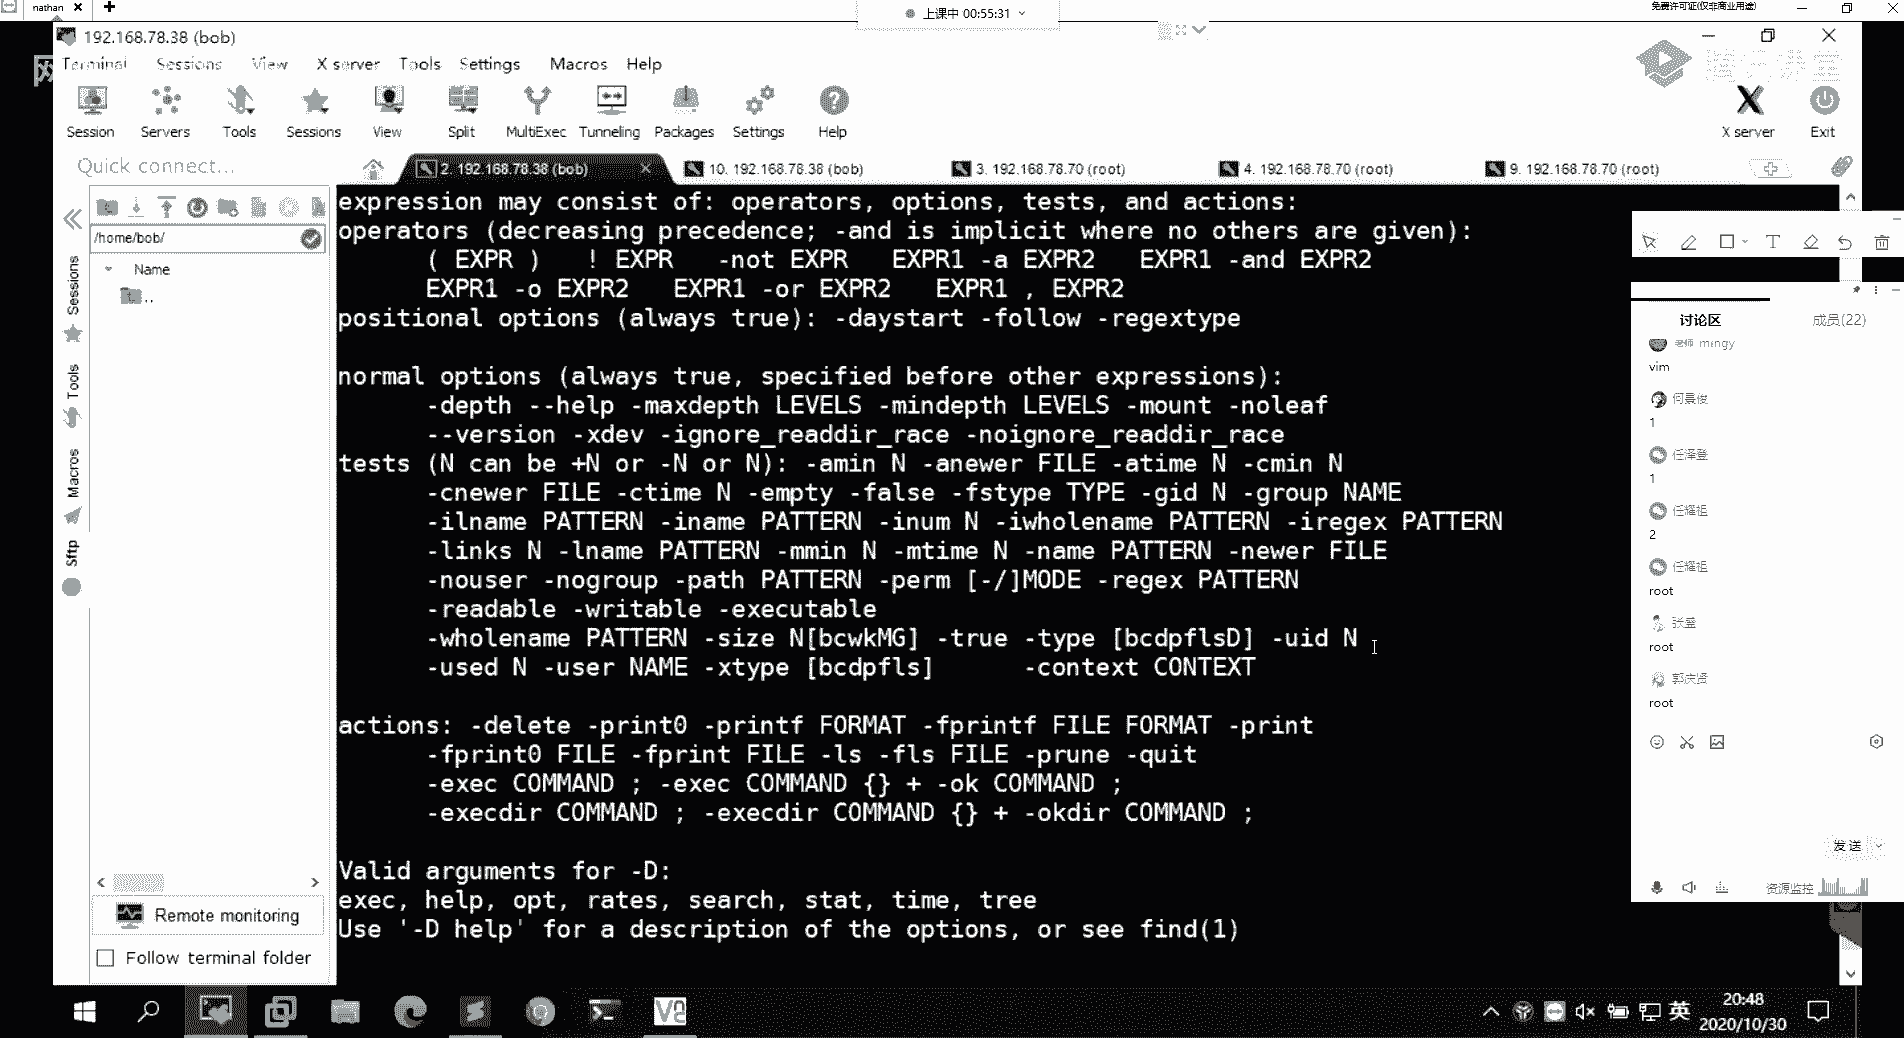 nathan
上课中 00:55:31
免费许可证(仅非商业用途)
192.168.78.38 (bob)
网
Terminal Sessions View X server Tools Settings Macros Help
Session Servers Tools Sessions View Split MultiExec Tunneling Packages Settings Help X server Exit
Quick connect...
2. 192.168.78.38 (bob) 10. 192.168.78.38 (bob) 3. 192.168.78.70 (root) 4. 192.168.78.70 (root) 9. 192.168.78.70 (root)
/home/bob/
Name
..
Sessions
Tools
Macros
Sftp
expression may consist of: operators, options, tests, and actions:
operators (decreasing precedence; -and is implicit where no others are given):
( EXPR ) ! EXPR -not EXPR EXPR1 -a EXPR2 EXPR1 -and EXPR2
EXPR1 -o EXPR2 EXPR1 -or EXPR2 EXPR1 , EXPR2
positional options (always true): -daystart -follow -regextype
normal options (always true, specified before other expressions):
-depth --help -maxdepth LEVELS -mindepth LEVELS -mount -noleaf
--version -xdev -ignore_readdir_race -noignore_readdir_race
tests (N can be +N or -N or N): -amin N -anewer FILE -atime N -cmin N
-cnewer FILE -ctime N -empty -false -fstype TYPE -gid N -group NAME
-ilname PATTERN -iname PATTERN -inum N -iwholename PATTERN -iregex PATTERN
-links N -lname PATTERN -mmin N -mtime N -name PATTERN -newer FILE
-nouser -nogroup -path PATTERN -perm [-/]MODE -regex PATTERN
-readable -writable -executable
-wholename PATTERN -size N[bcwkMG] -true -type [bcdpflsD] -uid N
-used N -user NAME -xtype [bcdpfls] -context CONTEXT
actions: -delete -print0 -printf FORMAT -fprintf FILE FORMAT -print
-fprint0 FILE -fprint FILE -ls -fls FILE -prune -quit
-exec COMMAND ; -exec COMMAND {} + -ok COMMAND ;
-execdir COMMAND ; -execdir COMMAND {} + -okdir COMMAND ;
Valid arguments for -D:
exec, help, opt, rates, search, stat, time, tree
Use '-D help' for a description of the options, or see find(1)
Remote monitoring
Follow terminal folder
讨论区 成员(22)
老师 mingy
vim
何景俊
1
任泽登
1
任耀祖
2
任耀祖
root
张
root
郭庆贤
root
发送
资源监控
英
20:48
2020/10/30